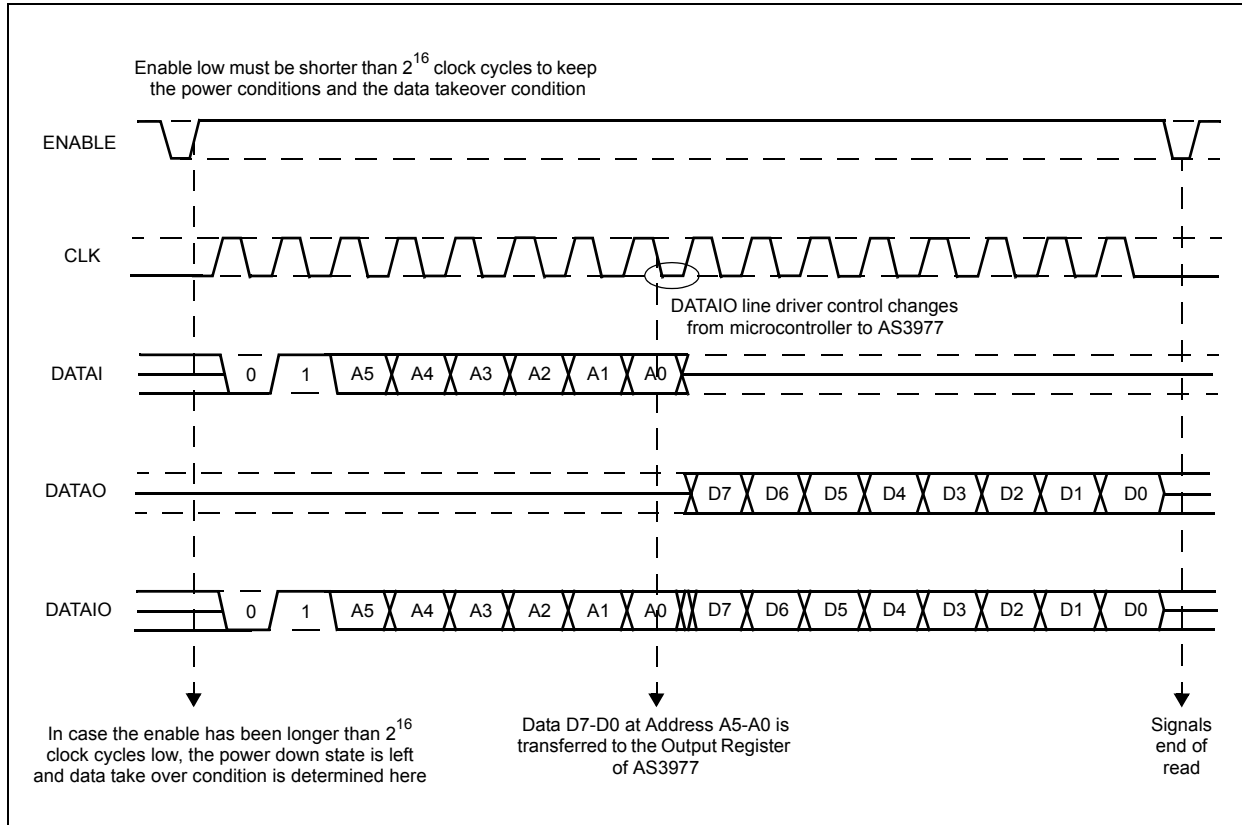 Enable low must be shorter than 2^16 clock cycles to keep
the power conditions and the data takeover condition
ENABLE
CLK
DATAIO line driver control changes
from microcontroller to AS3977
DATAI 0 1 A5 A4 A3 A2 A1 A0
DATAO D7 D6 D5 D4 D3 D2 D1 D0
DATAIO 0 1 A5 A4 A3 A2 A1 A0 D7 D6 D5 D4 D3 D2 D1 D0
In case the enable has been longer than 2^16
clock cycles low, the power down state is left
and data take over condition is determined here
Data D7-D0 at Address A5-A0 is
transferred to the Output Register
of AS3977
Signals
end of
read